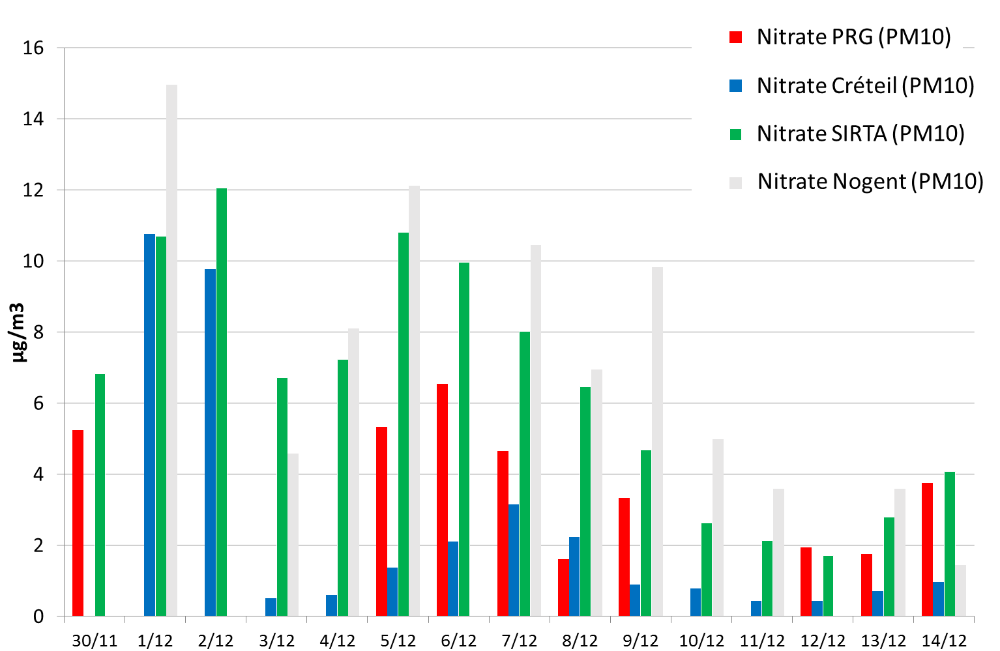 Nitrate PRG (PM10)
Nitrate Créteil (PM10)
Nitrate SIRTA (PM10)
Nitrate Nogent (PM10)
µg/m3
16
14
12
10
8
6
4
2
0
30/11 1/12 2/12 3/12 4/12 5/12 6/12 7/12 8/12 9/12 10/12 11/12 12/12 13/12 14/12